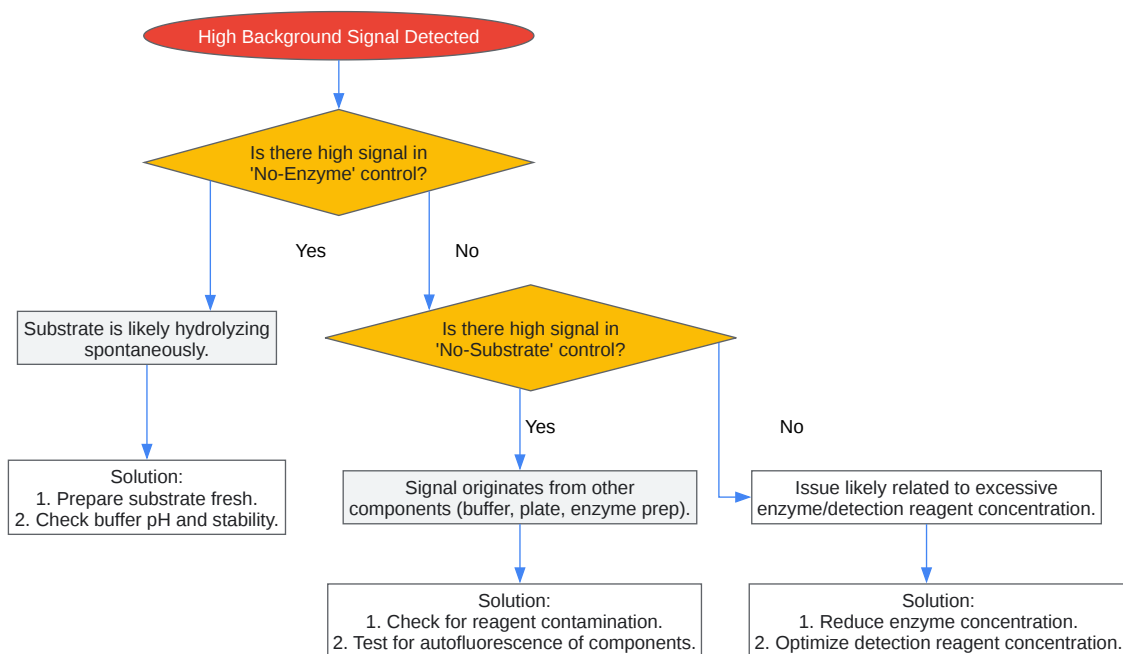 High Background Signal Detected
Is there high signal in
'No-Enzyme' control?
Yes
No
Substrate is likely hydrolyzing
spontaneously.
Is there high signal in
'No-Substrate' control?
Yes
No
Solution:
1. Prepare substrate fresh.
2. Check buffer pH and stability.
Signal originates from other
components (buffer, plate, enzyme prep).
Issue likely related to excessive
enzyme/detection reagent concentration.
Solution:
1. Check for reagent contamination.
2. Test for autofluorescence of components.
Solution:
1. Reduce enzyme concentration.
2. Optimize detection reagent concentration.